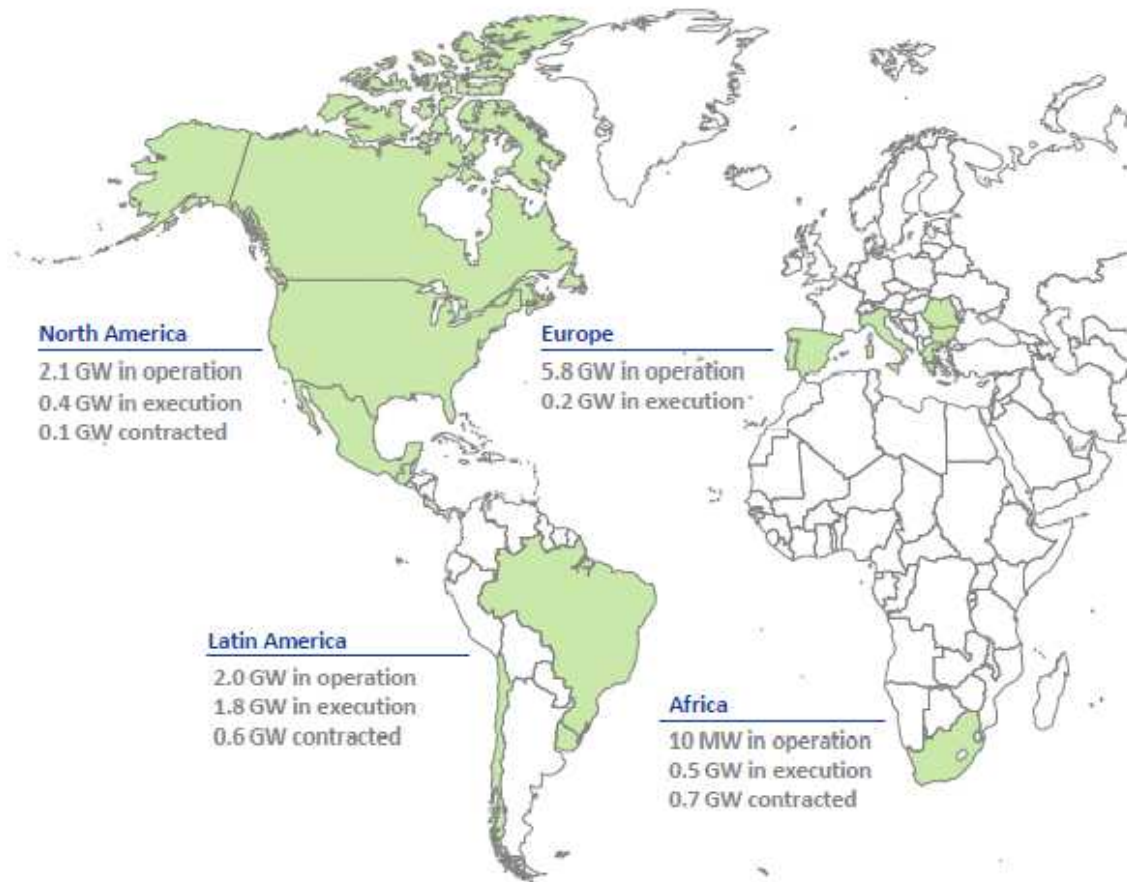 North America
2.1 GW in operation
0.4 GW in execution
0.1 GW contracted
Europe
5.8 GW in operation
0.2 GW in execution
Latin America
2.0 GW in operation
1.8 GW in execution
0.6 GW contracted
Africa
10 MW in operation
0.5 GW in execution
0.7 GW contracted